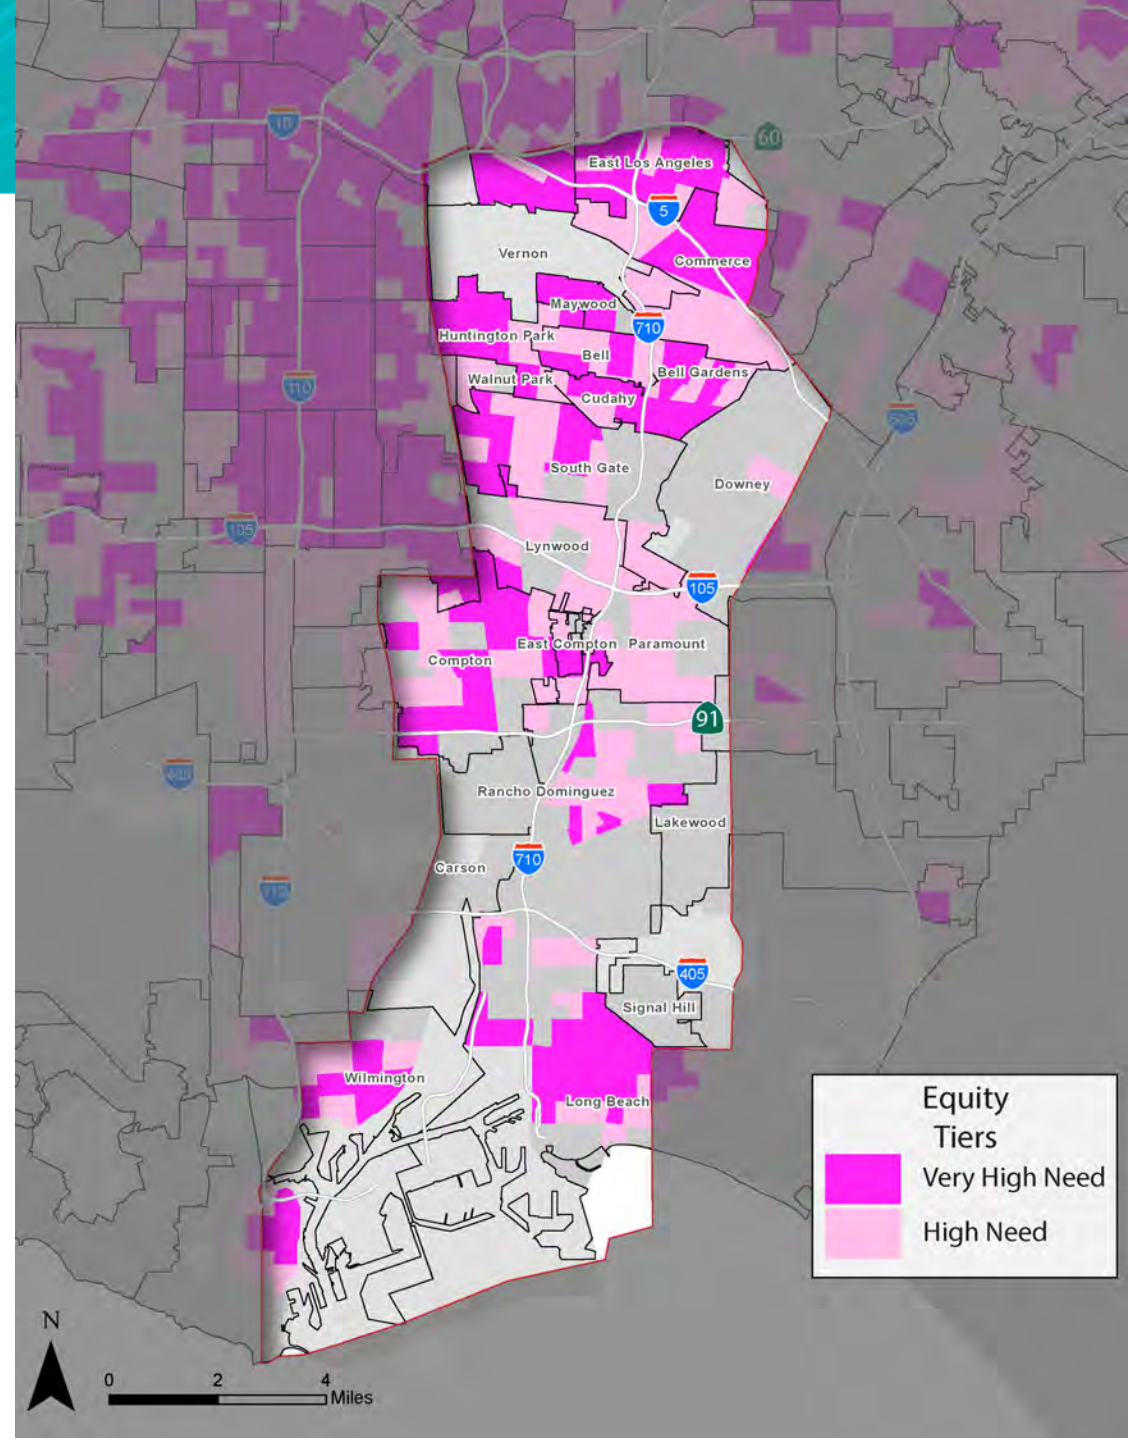 10
60
East Los Angeles
5
Vernon
Commerce
Maywood
710
Huntington Park
Bell
Bell Gardens
Walnut Park
110
Cudahy
605
South Gate
Downey
105
Lynwood
105
East Compton
Paramount
Compton
91
405
Rancho Dominguez
Lakewood
710
Carson
110
405
Signal Hill
Wilmington
Long Beach
Equity
Tiers
Very High Need
High Need
N
0 2 4
Miles